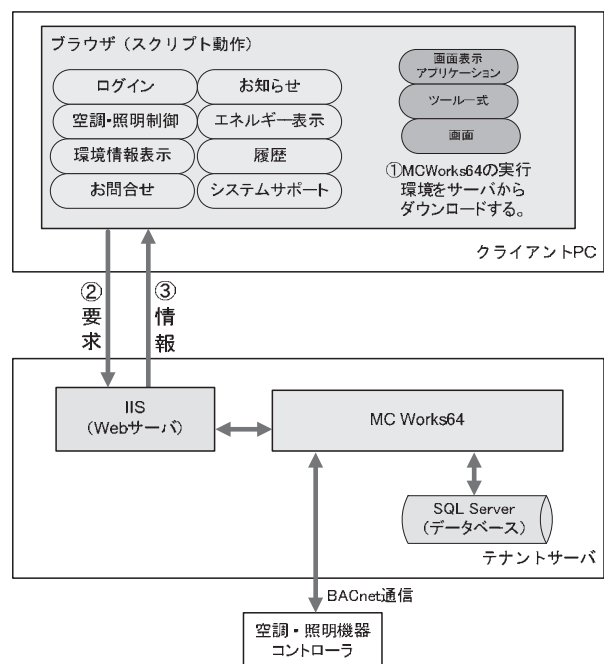 ブラウザ（スクリプト動作）
ログイン
お知らせ
空調・照明制御
エネルギー表示
環境情報表示
履歴
お問合せ
システムサポート
画面表示
アプリケーション
ツール一式
画面
①MCWorks64の実行
環境をサーバから
ダウンロードする。
クライアントPC
②要求
③情報
IIS
（Webサーバ）
MC Works64
SQL Server
（データベース）
テナントサーバ
BACnet通信
空調・照明機器
コントローラ